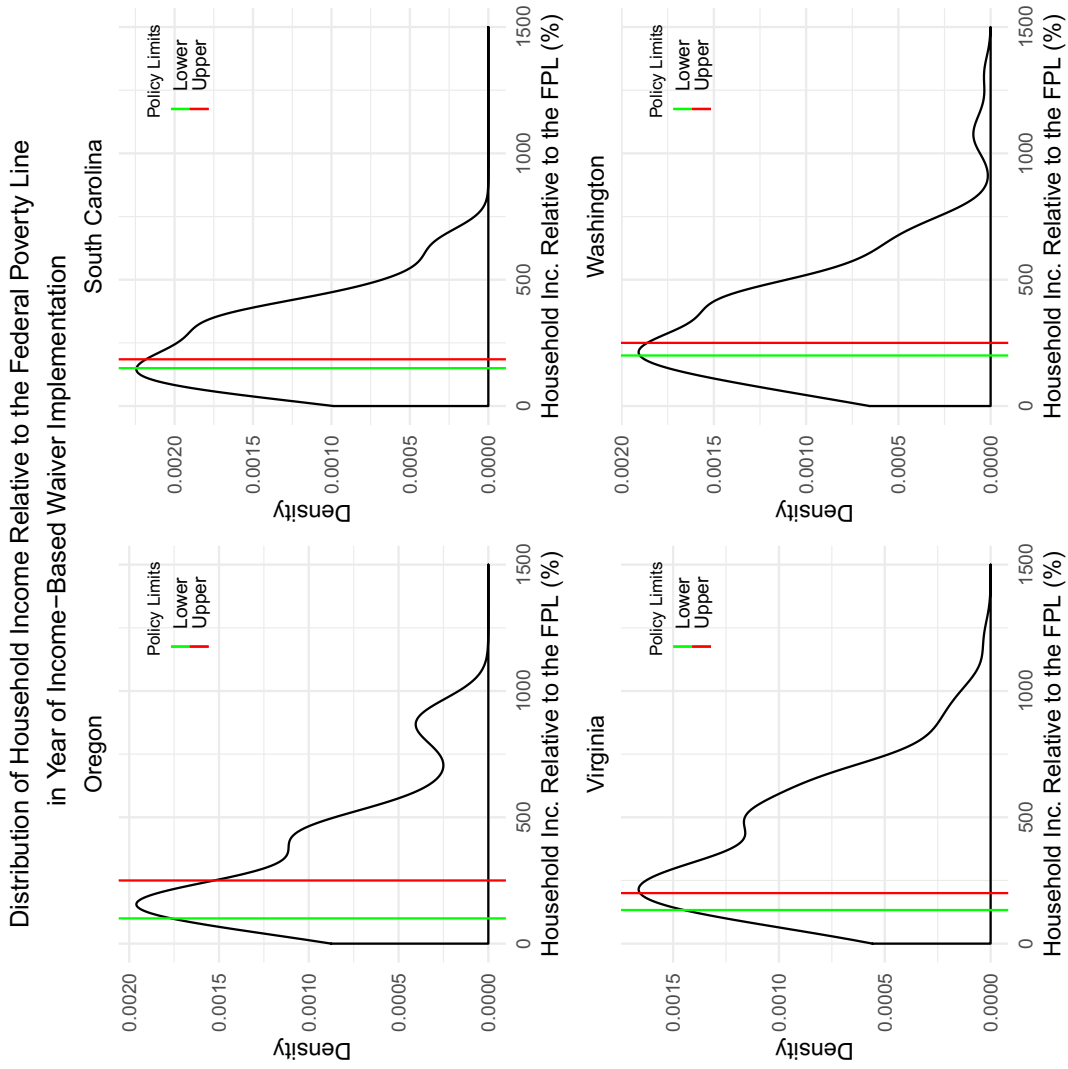 Distribution of Household Income Relative to the Federal Poverty Line
in Year of Income−Based Waiver Implementation
Oregon
Density
0.0020
0.0015
0.0010
0.0005
0.0000
0 500 1000 1500
Household Inc. Relative to the FPL (%)
Policy Limits
Lower
Upper
South Carolina
Density
0.0020
0.0015
0.0010
0.0005
0.0000
0 500 1000 1500
Household Inc. Relative to the FPL (%)
Policy Limits
Lower
Upper
Virginia
Density
0.0015
0.0010
0.0005
0.0000
0 500 1000 1500
Household Inc. Relative to the FPL (%)
Policy Limits
Lower
Upper
Washington
Density
0.0020
0.0015
0.0010
0.0005
0.0000
0 500 1000 1500
Household Inc. Relative to the FPL (%)
Policy Limits
Lower
Upper